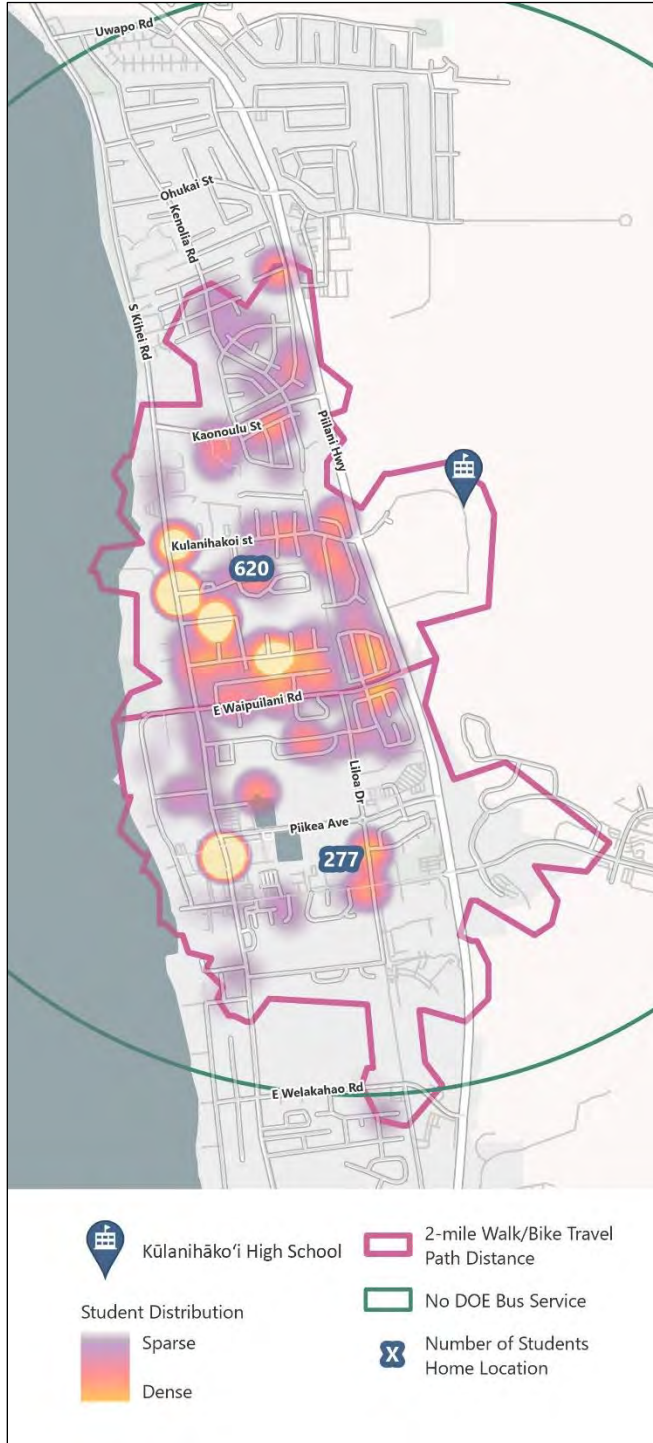 Uwapo Rd
Ohukai St
Kenolia Rd
S Kihei Rd
Kaonoulu St
Piilani Hwy
Kulanihakoi st
620
E Waipuilani Rd
Liloa Dr
Piikea Ave
277
E Welakahao Rd
Kūlanihākoʻi High School
2-mile Walk/Bike Travel
Path Distance
Student Distribution
Sparse
Dense
No DOE Bus Service
X
Number of Students
Home Location